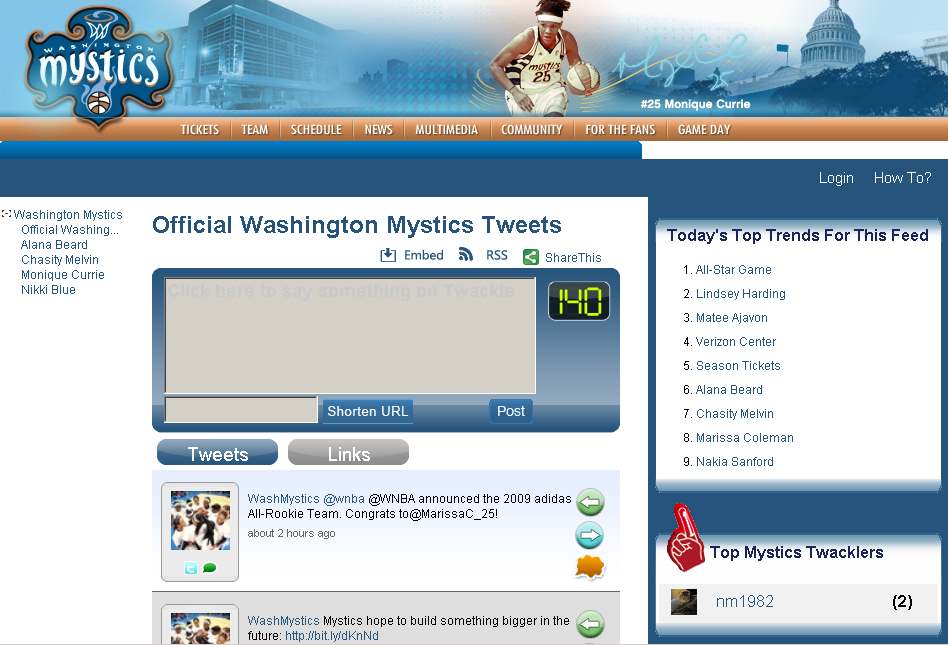 WASHINGTON
mystics
mystics
25
#25 Monique Currie
TICKETS TEAM SCHEDULE NEWS MULTIMEDIA COMMUNITY FOR THE FANS GAME DAY
Login How To?
Washington Mystics
Official Washing...
Alana Beard
Chasity Melvin
Monique Currie
Nikki Blue
Official Washington Mystics Tweets
Embed RSS ShareThis
Click here to say something on Twackle
140
Shorten URL Post
Tweets Links
WashMystics @wnba @WNBA announced the 2009 adidas
All-Rookie Team. Congrats to@MarissaC_25!
about 2 hours ago
WashMystics Mystics hope to build something bigger in the
future: http://bit.ly/dKnNd
Today's Top Trends For This Feed
1. All-Star Game
2. Lindsey Harding
3. Matee Ajavon
4. Verizon Center
5. Season Tickets
6. Alana Beard
7. Chasity Melvin
8. Marissa Coleman
9. Nakia Sanford
Top Mystics Twacklers
nm1982 (2)